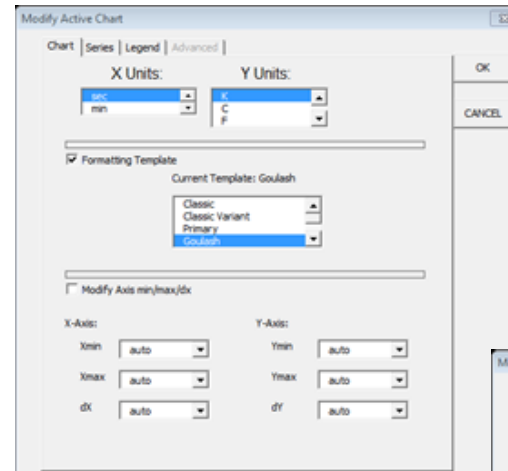 Modify Active Chart
Chart Series Legend Advanced
X Units: Y Units:
OK
sec K
min C
F
CANCEL
Formatting Template
Current Template: Goulash
Classic
Classic Variant
Primary
Goulash
Modify Axis min/max/dx
X-Axis: Y-Axis:
Xmin auto Ymin auto
Xmax auto Ymax auto
dX auto dY auto